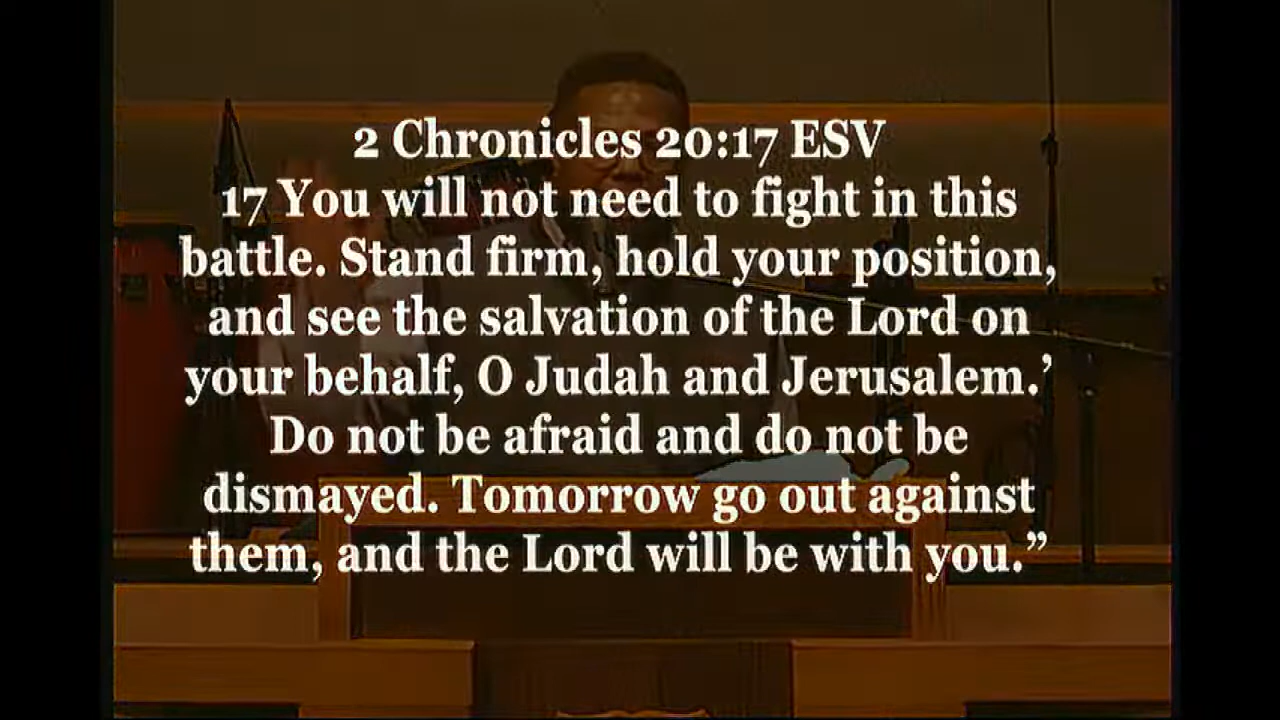 2 Chronicles 20:17 ESV
17 You will not need to fight in this
battle. Stand firm, hold your position,
and see the salvation of the Lord on
your behalf, O Judah and Jerusalem.’
Do not be afraid and do not be
dismayed. Tomorrow go out against
them, and the Lord will be with you.”